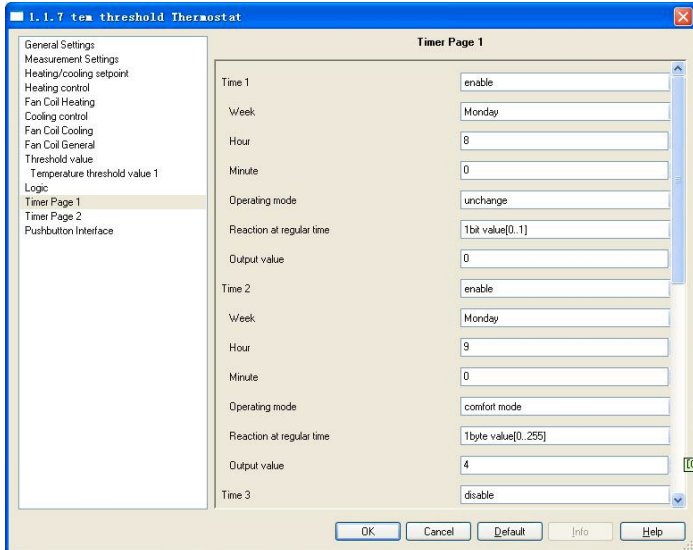 1.1.7 tem threshold Thermostat
General Settings
Measurement Settings
Heating/cooling setpoint
Heating control
Fan Coil Heating
Cooling control
Fan Coil Cooling
Fan Coil General
Threshold value
Temperature threshold value 1
Logic
Timer Page 1
Timer Page 2
Pushbutton Interface
Timer Page 1
Time 1 enable
Week Monday
Hour 8
Minute 0
Operating mode unchange
Reaction at regular time 1bit value[0..1]
Output value 0
Time 2 enable
Week Monday
Hour 9
Minute 0
Operating mode comfort mode
Reaction at regular time 1byte value[0..255]
Output value 4
Time 3 disable
OK Cancel Default Info Help